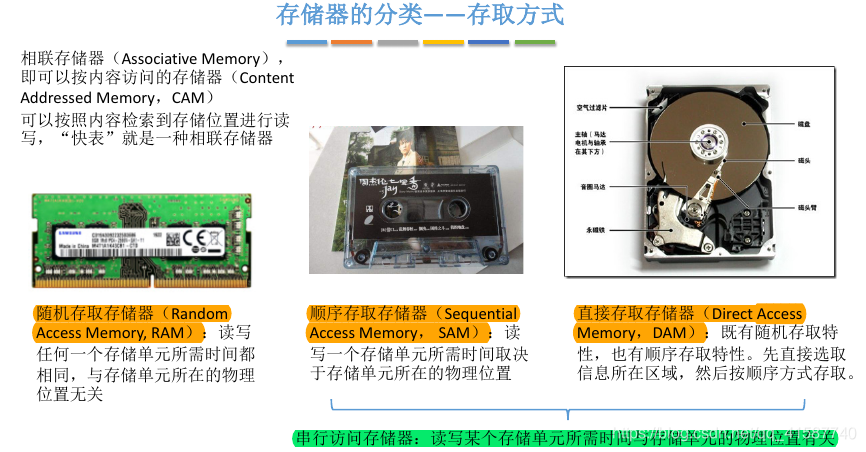 存储器的分类——存取方式
相联存储器（Associative Memory），
即可以按内容访问的存储器（Content
Addressed Memory，CAM）
可以按照内容检索到存储位置进行读
写，“快表”就是一种相联存储器
SAMSUNG
Made in China
周杰伦七里香
jay
空气过滤片
主轴（马达
电机与轴承
在其下方）
音圈马达
永磁铁
磁盘
磁头
磁头臂
随机存取存储器（Random
Access Memory, RAM）：读写
任何一个存储单元所需时间都
相同，与存储单元所在的物理
位置无关
顺序存取存储器（Sequential
Access Memory， SAM）：读
写一个存储单元所需时间取决
于存储单元所在的物理位置
直接存取存储器（Direct Access
Memory，DAM）：既有随机存取特
性，也有顺序存取特性。先直接选取
信息所在区域，然后按顺序方式存取。
串行访问存储器：读写某个存储单元所需时间与存储单元的物理位置有关
https://blog.csdn.net/qq_41587740